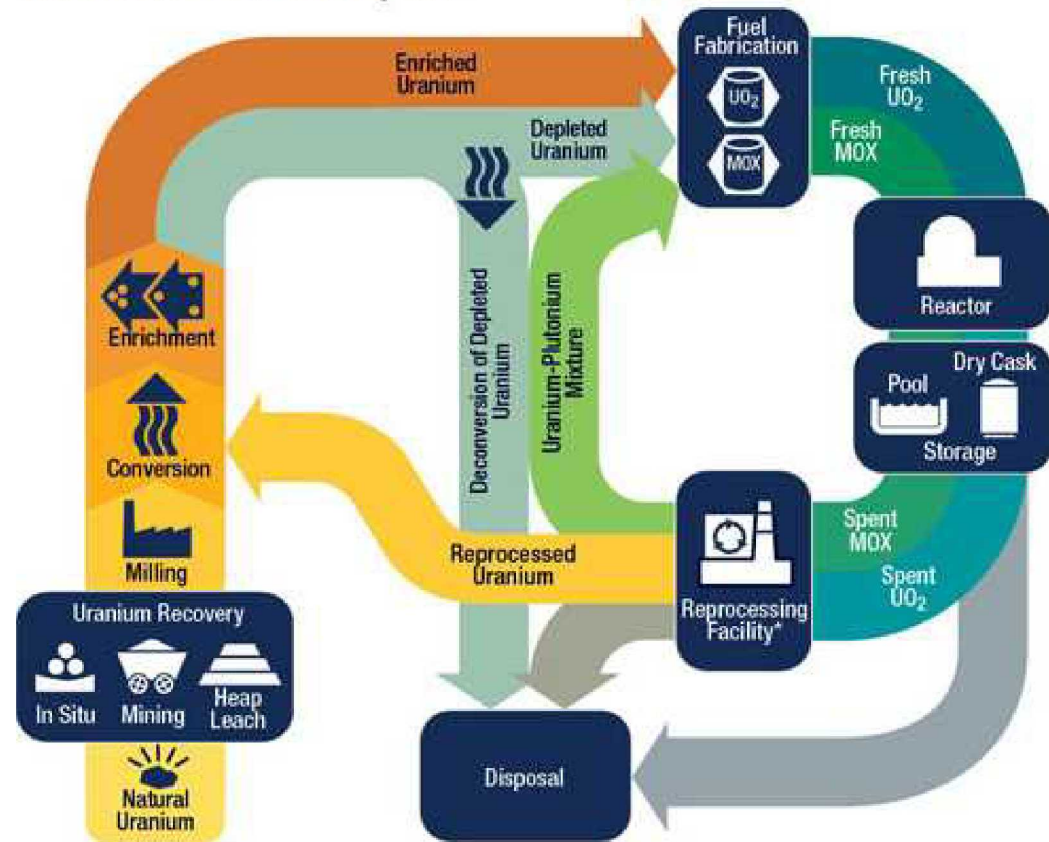 Fuel
Fabrication
UO2
MOX
Enriched
Uranium
Depleted
Uranium
Fresh
UO2
Fresh
MOX
Reactor
Dry Cask
Pool
Storage
Enrichment
Conversion
Milling
Deconversion of Depleted
Uranium
Uranium-Plutonium
Mixture
Reprocessed
Uranium
Spent
MOX
Spent
UO2
Reprocessing
Facility*
Uranium Recovery
In Situ
Mining
Heap
Leach
Natural
Uranium
Disposal